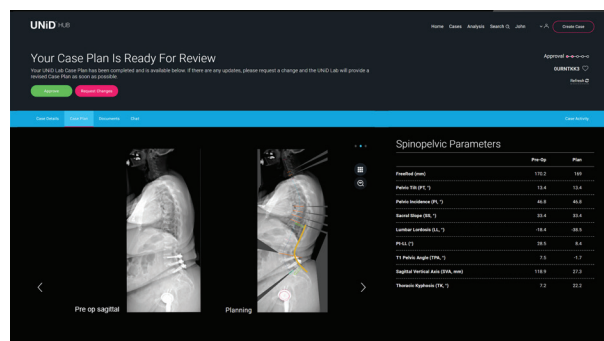 UNiD HUB
Home Cases Analysis Search John Create Case
Your Case Plan Is Ready For Review
Your UNiD Lab Case Plan has been completed and is available below. If there are any updates, please request a change and the UNiD Lab will provide a
revised Case Plan as soon as possible
Approval
0URNTKK3
Refresh
Approve Request Changes
Case Details Case Plan Documents Chat Case Activity
Spinopelvic Parameters
Pre-Op Plan
FreeRod (mm) 170.2 169
Pelvic Tilt (PT, °) 13.4 13.4
Pelvic Incidence (PI, °) 46.8 46.8
Sacral Slope (SS, °) 33.4 33.4
Lumbar Lordosis (LL, °) -18.4 -38.5
PI-LL (°) 28.5 8.4
T1 Pelvic Angle (TPA, °) 7.5 -1.7
Sagittal Vertical Axis (SVA, mm) 118.9 27.3
Thoracic Kyphosis (TK, °) 7.2 22.2
Pre op sagittal
Planning